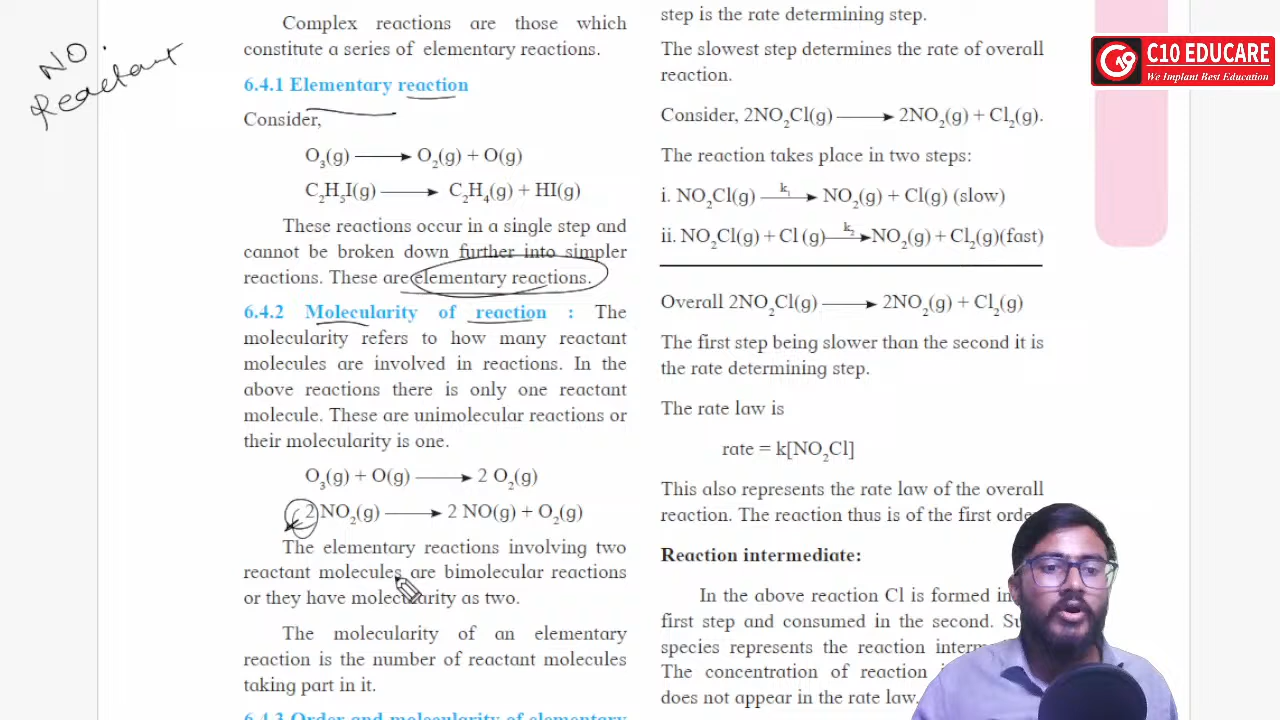 NO.
Reactant
Complex reactions are those which
constitute a series of elementary reactions.
6.4.1 Elementary reaction
Consider,
O₃(g) ⟶ O₂(g) + O(g)
C₂H₅I(g) ⟶ C₂H₄(g) + HI(g)
These reactions occur in a single step and
cannot be broken down further into simpler
reactions. These are elementary reactions.
6.4.2 Molecularity of reaction : The
molecularity refers to how many reactant
molecules are involved in reactions. In the
above reactions there is only one reactant
molecule. These are unimolecular reactions or
their molecularity is one.
O₃(g) + O(g) ⟶ 2 O₂(g)
2 NO₂(g) ⟶ 2 NO(g) + O₂(g)
The elementary reactions involving two
reactant molecules are bimolecular reactions
or they have molecularity as two.
The molecularity of an elementary
reaction is the number of reactant molecules
taking part in it.
6.4.3 Order and molecularity of elementary
step is the rate determining step.
The slowest step determines the rate of overall
reaction.
Consider, 2NO₂Cl(g) ⟶ 2NO₂(g) + Cl₂(g).
The reaction takes place in two steps:
i. NO₂Cl(g) —k₁→ NO₂(g) + Cl(g) (slow)
ii. NO₂Cl(g) + Cl (g) —k₂→ NO₂(g) + Cl₂(g)(fast)
Overall 2NO₂Cl(g) ⟶ 2NO₂(g) + Cl₂(g)
The first step being slower than the second it is
the rate determining step.
The rate law is
rate = k[NO₂Cl]
This also represents the rate law of the overall
reaction. The reaction thus is of the first order
Reaction intermediate:
In the above reaction Cl is formed in
first step and consumed in the second.
species represents the reaction
The concentration of reaction
does not appear in the rate law.
C10 EDUCARE
We Implant Best Education